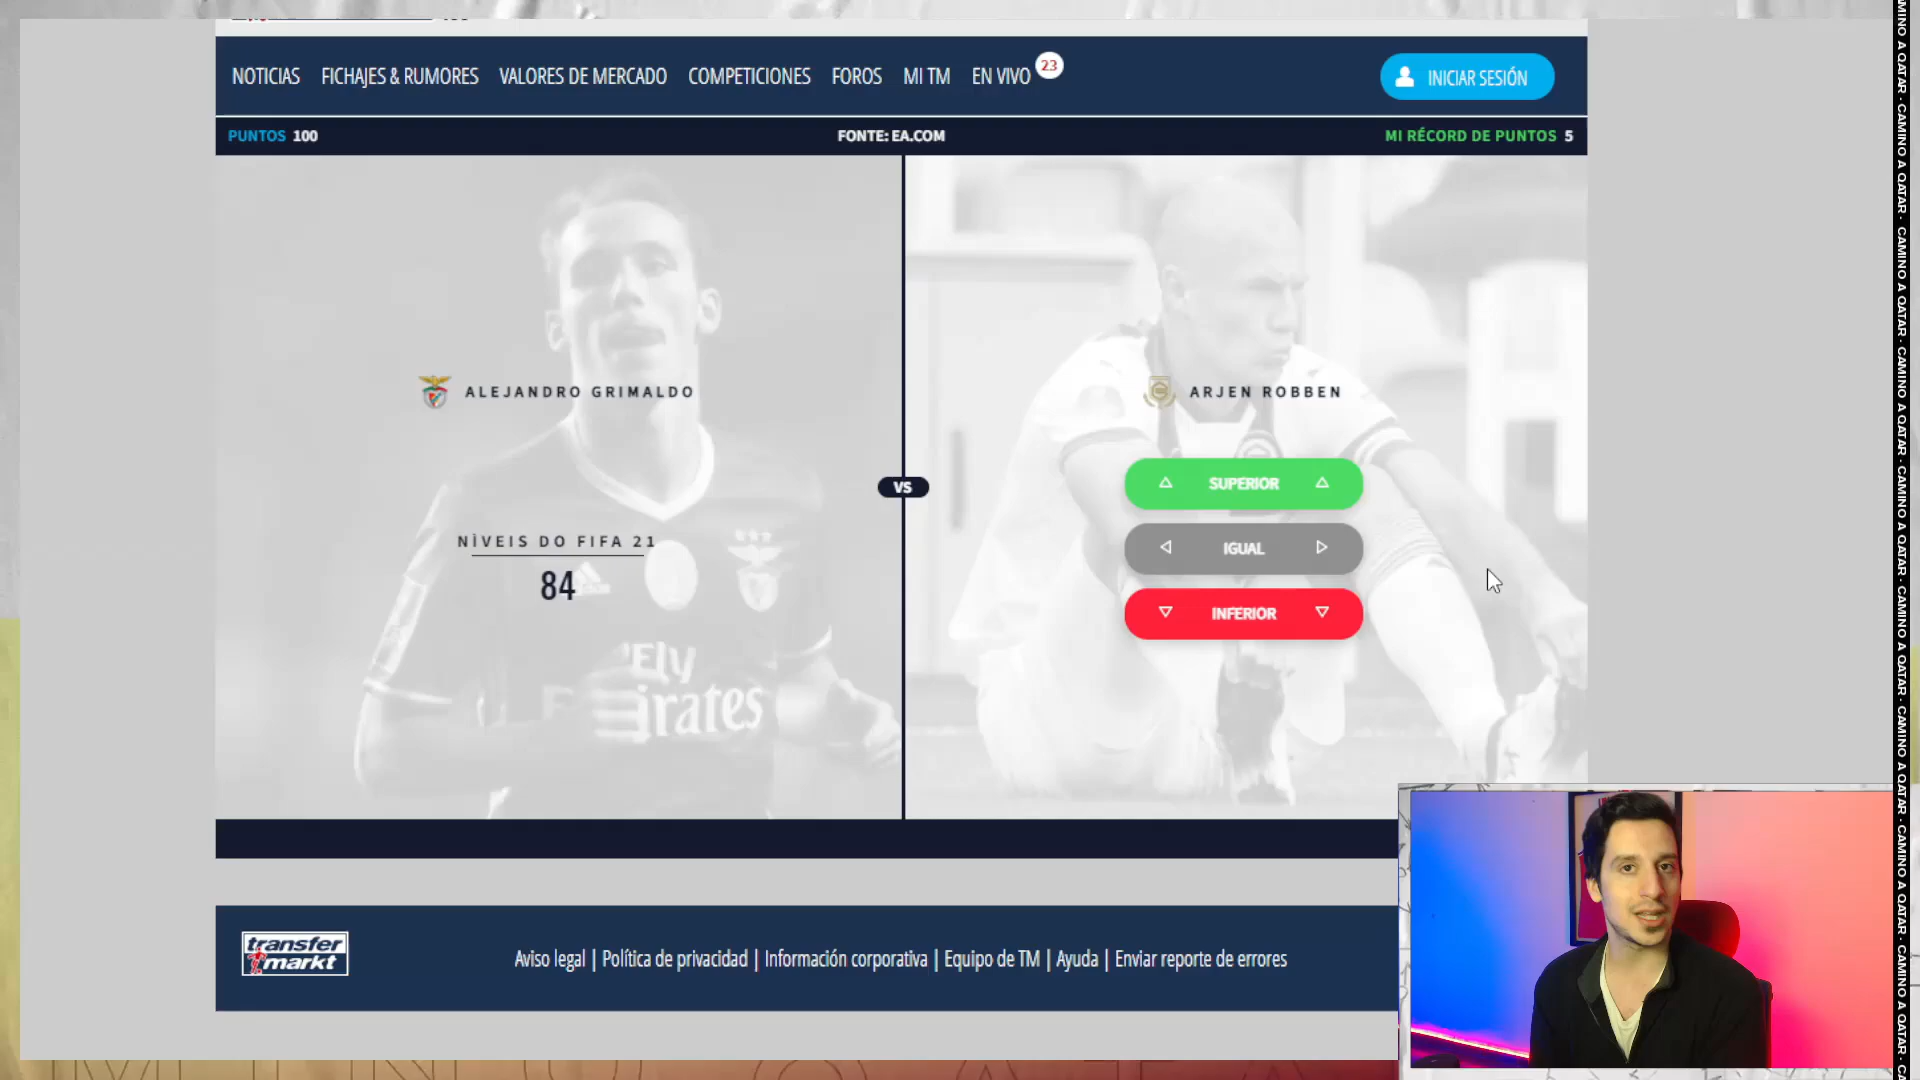 NOTICIAS FICHAJES & RUMORES VALORES DE MERCADO COMPETICIONES FOROS MI TM EN VIVO 23
INICIAR SESIÓN
PUNTOS 100
FONTE: EA.COM
MI RÉCORD DE PUNTOS 5
ALEJANDRO GRIMALDO
ARJEN ROBBEN
VS
SUPERIOR
IGUAL
INFERIOR
NÌVEIS DO FIFA 21
84
Fly
Emirates
transfer
markt
Aviso legal | Política de privacidad | Información corporativa | Equipo de TM | Ayuda | Enviar reporte de errores
CAMINO A QATAR · CAMINO A QATAR · CAMINO A QATAR · CAMINO A QATAR · CAMINO A QATAR · CAMINO A QATAR · CAMINO A QATAR · CAMINO A QATAR